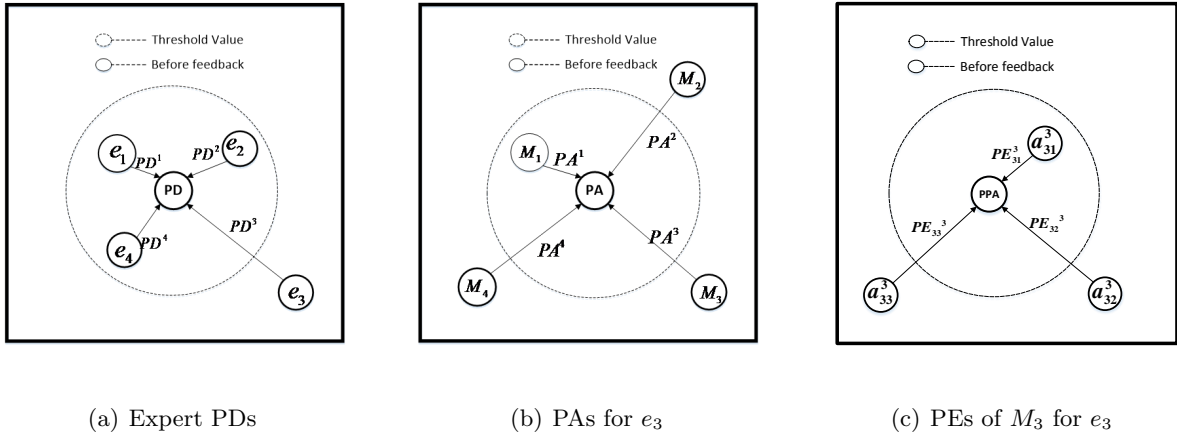 Threshold Value
Before feedback
e₁
PD¹
PD²
e₂
PD
e₄
PD⁴
PD³
e₃
(a) Expert PDs
Threshold Value
Before feedback
M₂
M₁
PA¹
PA²
PA
PA⁴
PA³
M₄
M₃
(b) PAs for e₃
Threshold Value
Before feedback
a³₃₁
PE³₃₁
PPA
PE₃₃³
PE₃₂³
a³₃₃
a³₃₂
(c) PEs of M₃ for e₃